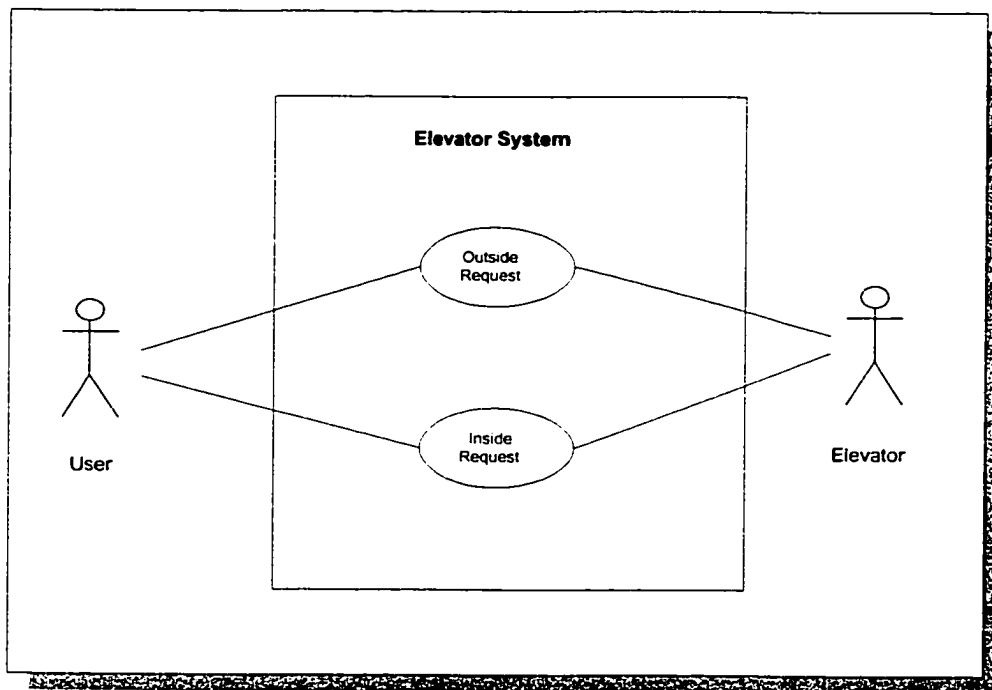 Elevator System
Outside
Request
Inside
Request
User
Elevator